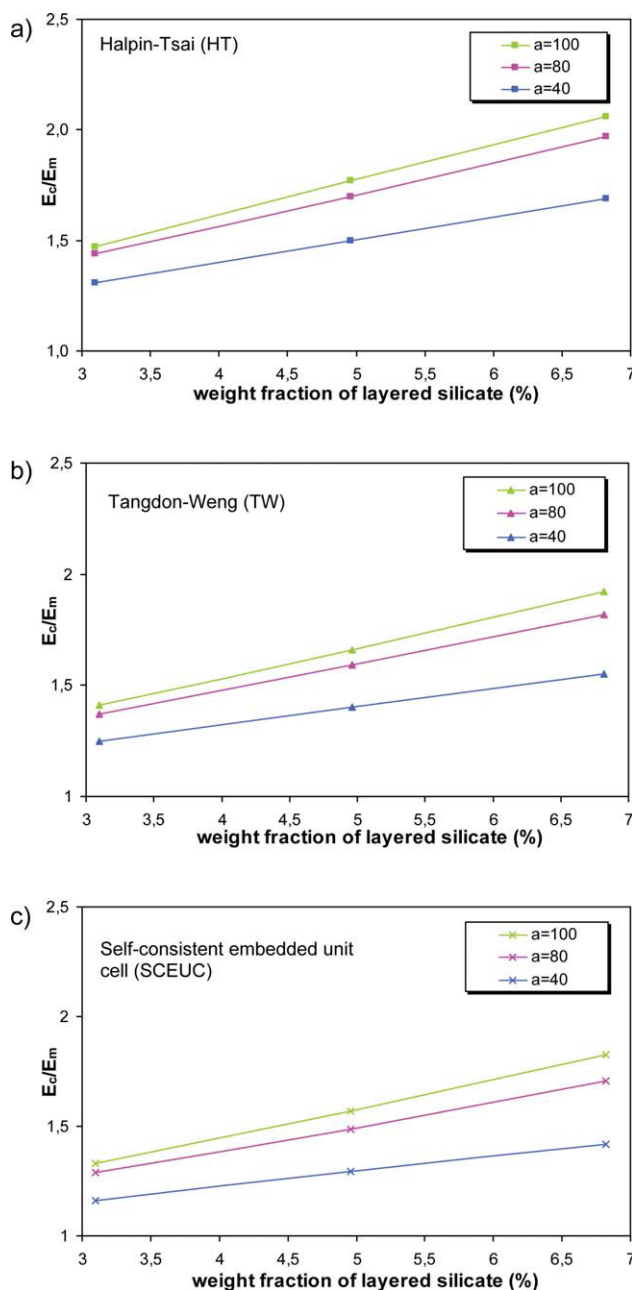 a)
2,5
Halpin-Tsai (HT)
a=100
a=80
a=40
2,0
Ec/Em
1,5
1,0
3 3,5 4 4,5 5 5,5 6 6,5 7
weight fraction of layered silicate (%)
b)
2,5
Tangdon-Weng (TW)
a=100
a=80
a=40
2
Ec/Em
1,5
1
3 3,5 4 4,5 5 5,5 6 6,5 7
weight fraction of layered silicate (%)
c)
2,5
Self-consistent embedded unit
cell (SCEUC)
a=100
a=80
a=40
2
Ec/Em
1,5
1
3 3,5 4 4,5 5 5,5 6 6,5 7
weight fraction of layered silicate (%)